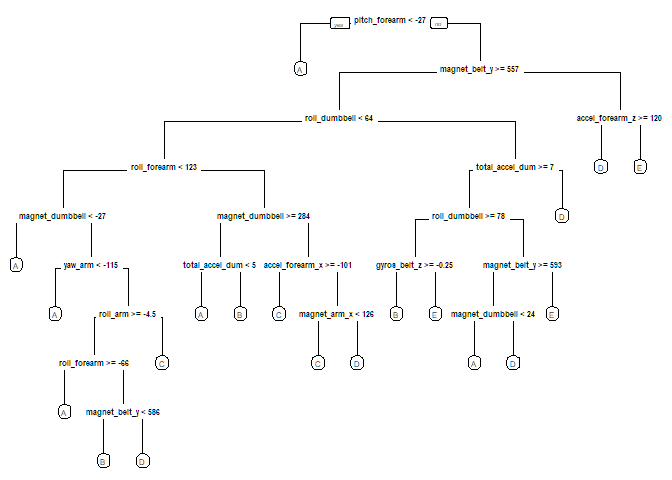 yes pitch_forearm < -27 no
A magnet_belt_y >= 557
roll_dumbbell < 64 accel_forearm_z >= 120
roll_forearm < 123 total_accel_dum >= 7 D E
magnet_dumbbell < -27 magnet_dumbbell >= 284 roll_dumbbell >= 78 D
A yaw_arm < -115 total_accel_dum < 5 accel_forearm_x >= -101 gyros_belt_z >= -0.25 magnet_belt_y >= 593
A roll_arm >= -4.5 A B C magnet_arm_x < 126 B E magnet_dumbbell < 24 E
roll_forearm >= -66 C C D A D
A magnet_belt_y < 586
B D